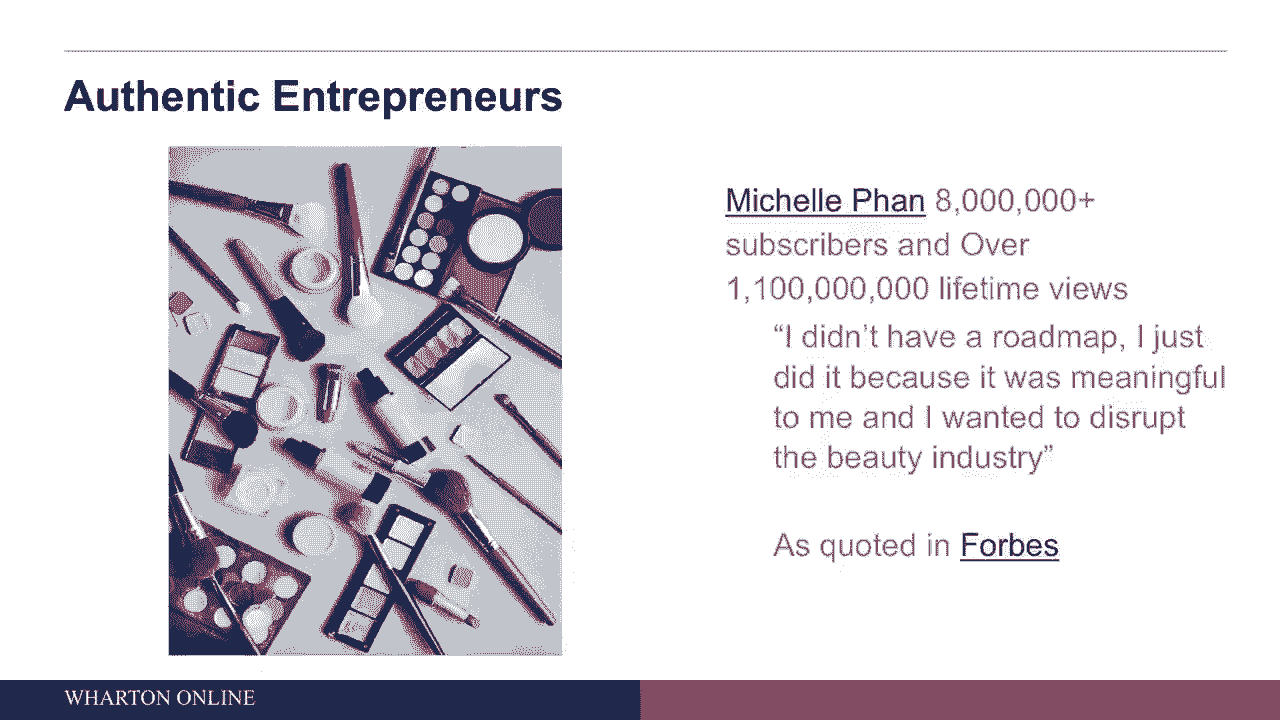 Authentic Entrepreneurs
Michelle Phan 8,000,000+
subscribers and Over
1,100,000,000 lifetime views
“I didn’t have a roadmap, I just
did it because it was meaningful
to me and I wanted to disrupt
the beauty industry”
As quoted in Forbes
WHARTON ONLINE